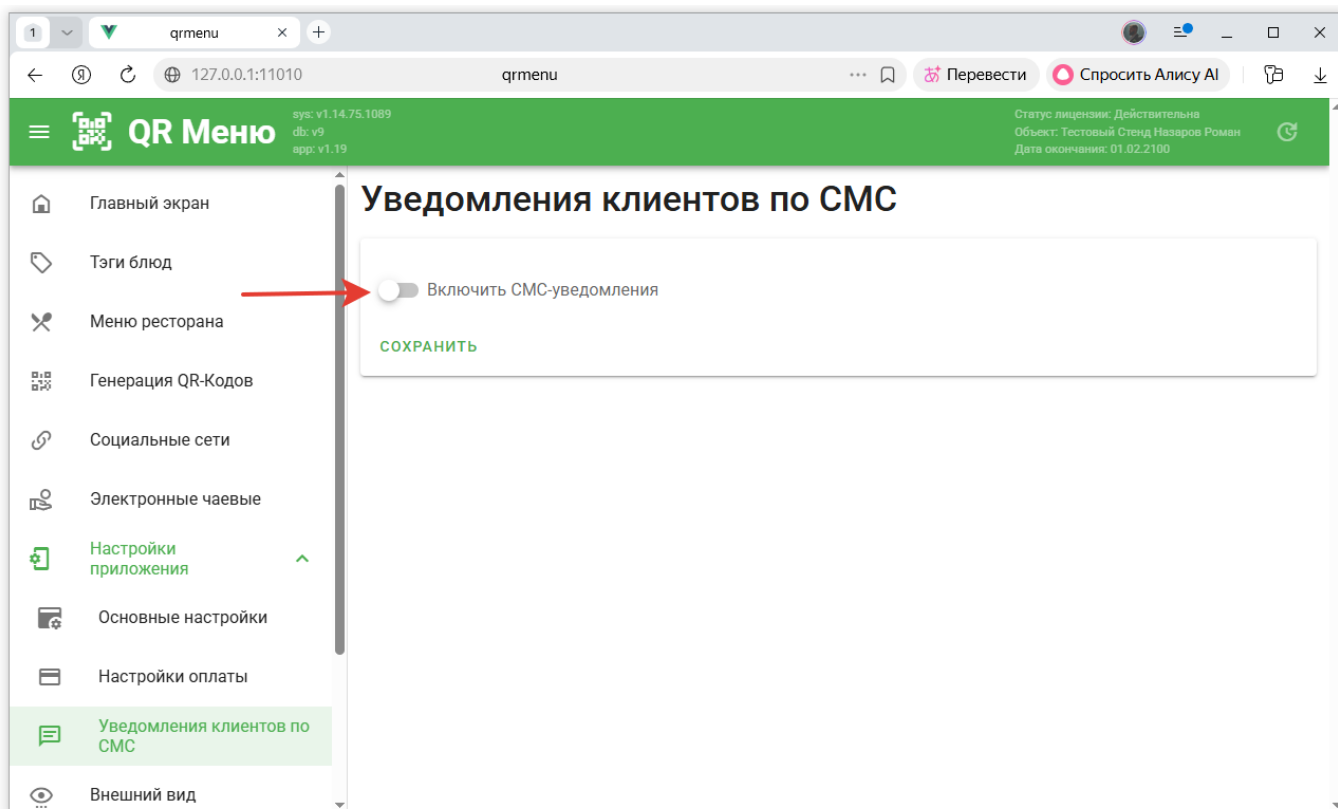 1
qrmenu
127.0.0.1:11010
qrmenu
Перевести
Спросить Алису AI
QR Меню
sys: v1.14.75.1089
db: v9
app: v1.19
Статус лицензии: Действительна
Объект: Тестовый Стенд Назаров Роман
Дата окончания: 01.02.2100
Главный экран
Тэги блюд
Меню ресторана
Генерация QR-Кодов
Социальные сети
Электронные чаевые
Настройки
приложения
Основные настройки
Настройки оплаты
Уведомления клиентов по
СМС
Внешний вид
Уведомления клиентов по СМС
Включить СМС-уведомления
СОХРАНИТЬ